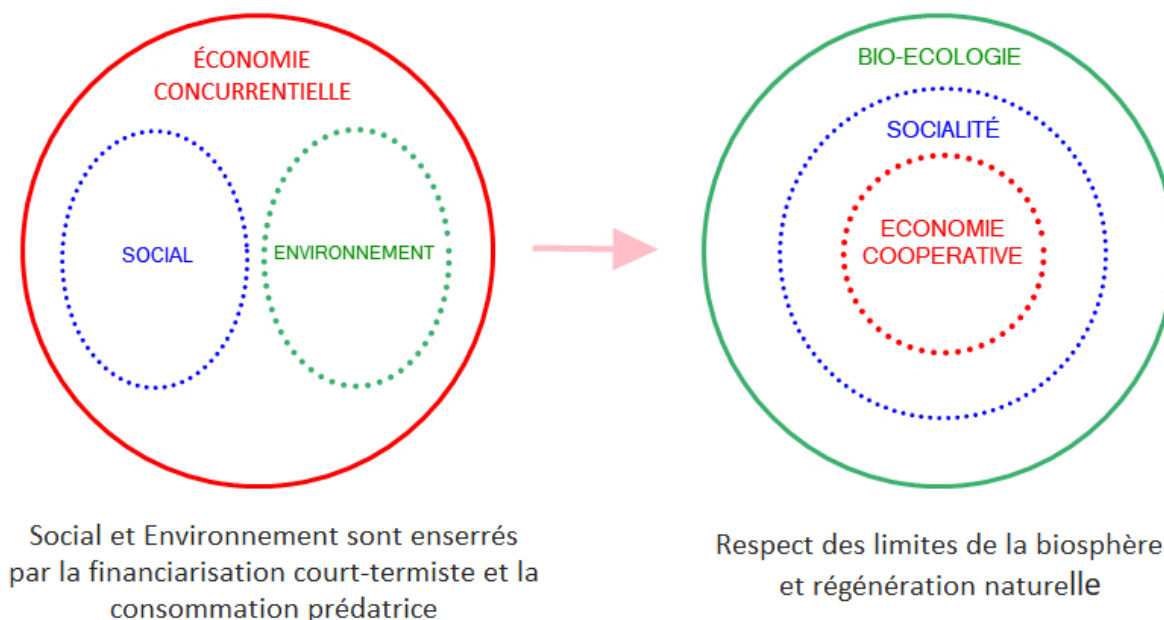 ÉCONOMIE
CONCURRENTIELLE
SOCIAL
ENVIRONNEMENT
Social et Environnement sont enserrés
par la financiarisation court-termiste et la
consommation prédatrice
BIO-ECOLOGIE
SOCIALITÉ
ECONOMIE
COOPERATIVE
Respect des limites de la biosphère
et régénération naturelle